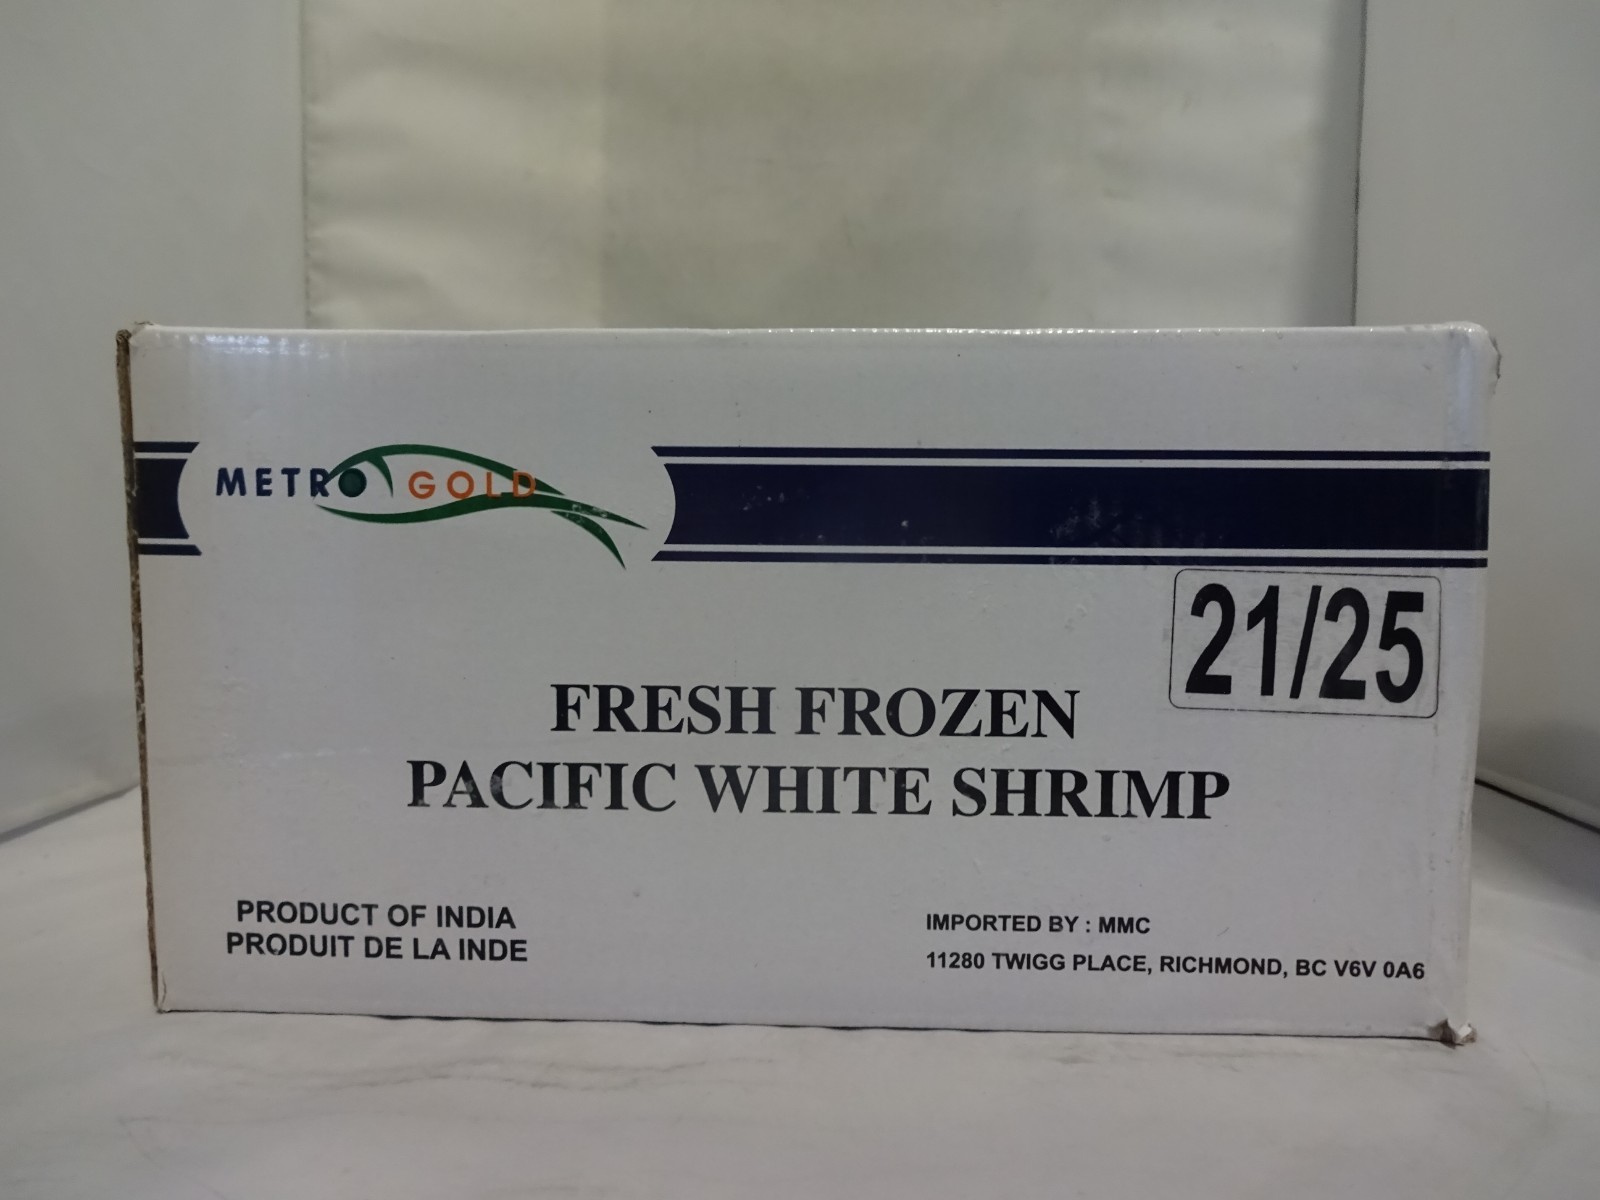 METRO GOLD
21/25
FRESH FROZEN
PACIFIC WHITE SHRIMP
PRODUCT OF INDIA
PRODUIT DE LA INDE
IMPORTED BY : MMC
11280 TWIGG PLACE, RICHMOND, BC V6V 0A6